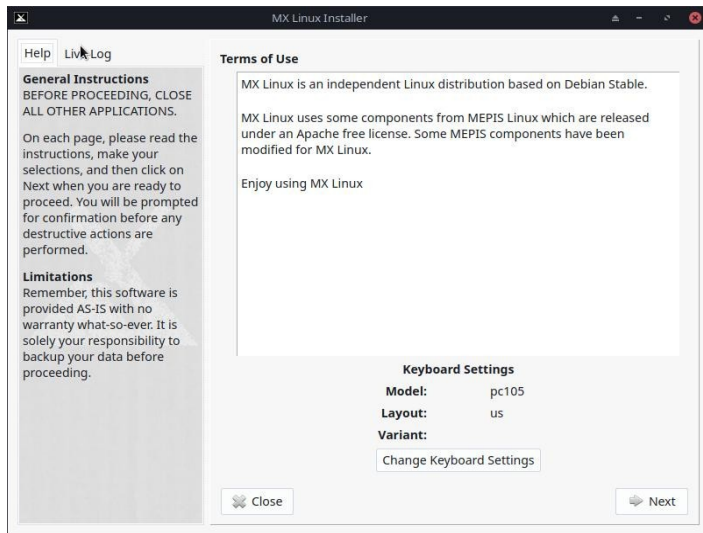 MX Linux Installer
Help
Live Log
General Instructions
BEFORE PROCEEDING, CLOSE
ALL OTHER APPLICATIONS.
On each page, please read the
instructions, make your
selections, and then click on
Next when you are ready to
proceed. You will be prompted
for confirmation before any
destructive actions are
performed.
Limitations
Remember, this software is
provided AS-IS with no
warranty what-so-ever. It is
solely your responsibility to
backup your data before
proceeding.
Terms of Use
MX Linux is an independent Linux distribution based on Debian Stable.
MX Linux uses some components from MEPIS Linux which are released
under an Apache free license. Some MEPIS components have been
modified for MX Linux.
Enjoy using MX Linux
Keyboard Settings
Model: pc105
Layout: us
Variant:
Change Keyboard Settings
Close
Next